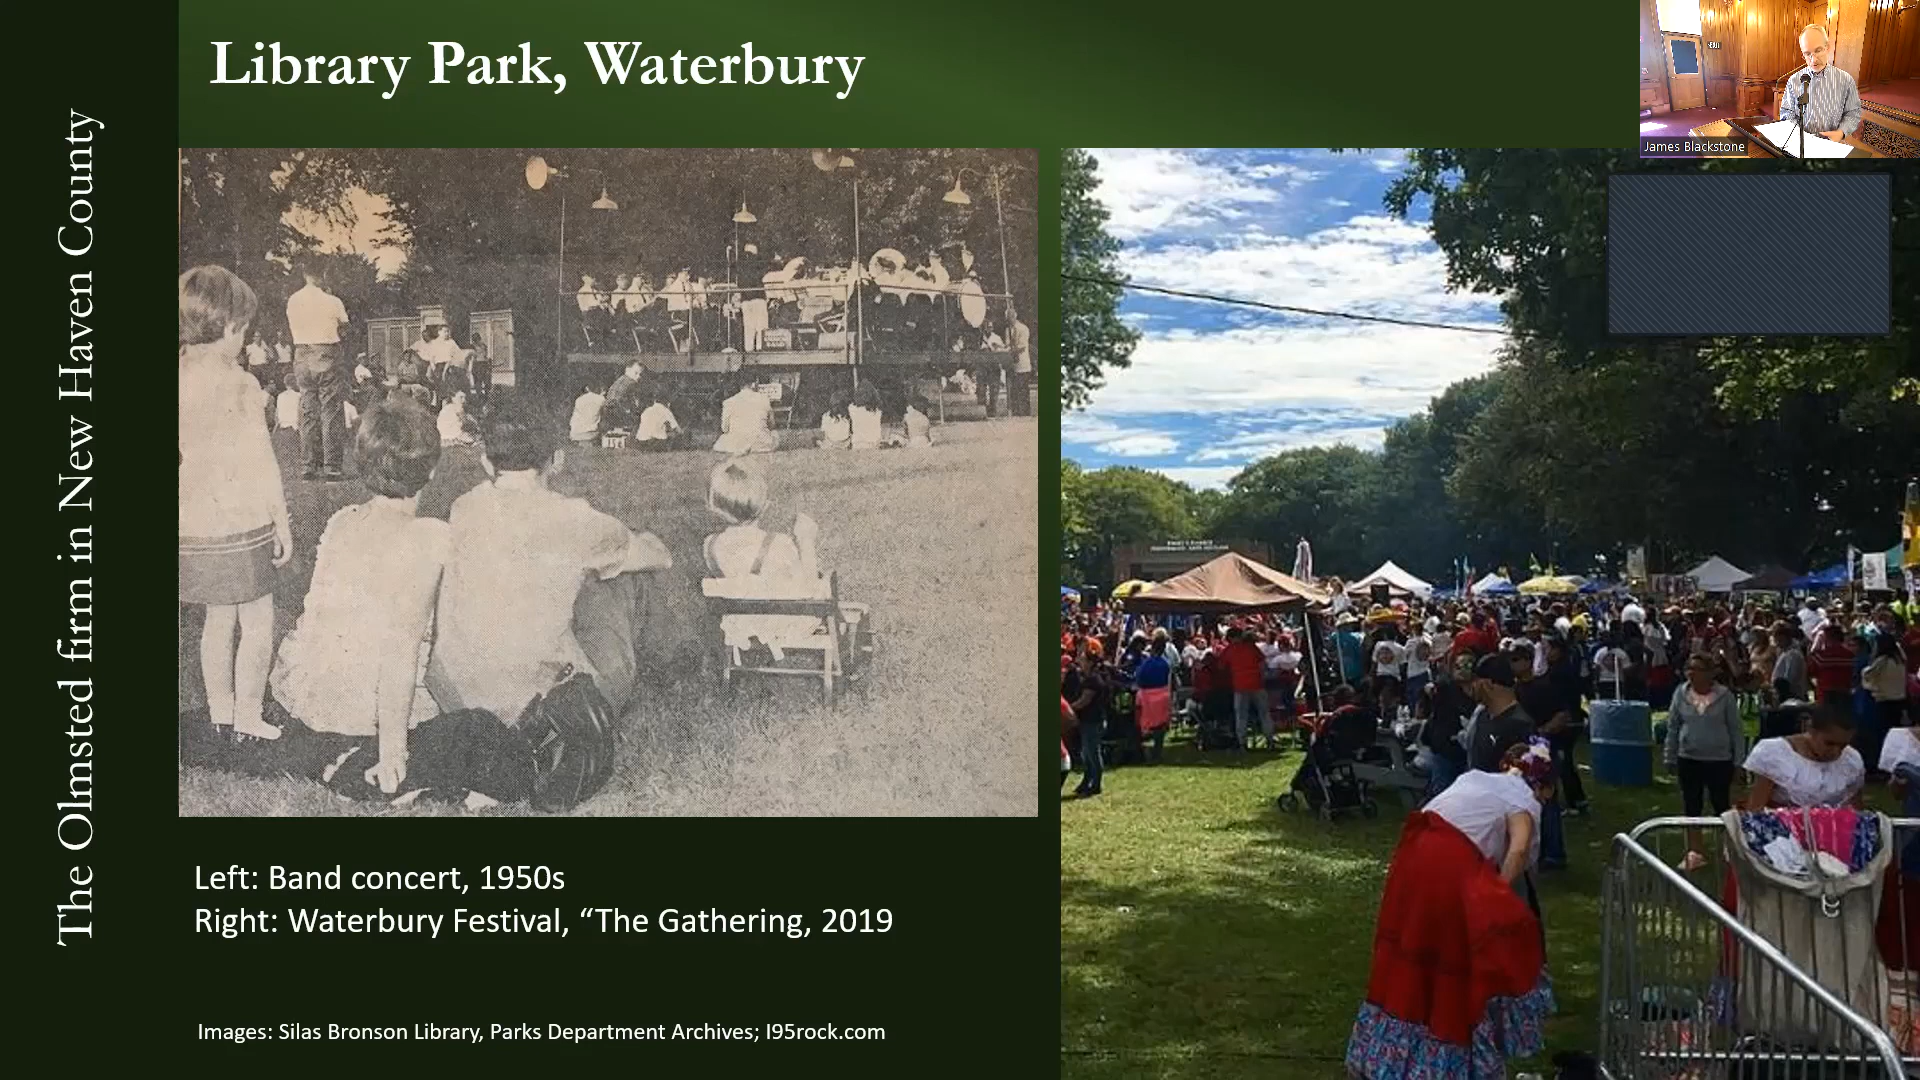 Library Park, Waterbury
The Olmsted firm in New Haven County
James Blackstone
Left: Band concert, 1950s
Right: Waterbury Festival, “The Gathering, 2019
Images: Silas Bronson Library, Parks Department Archives; I95rock.com